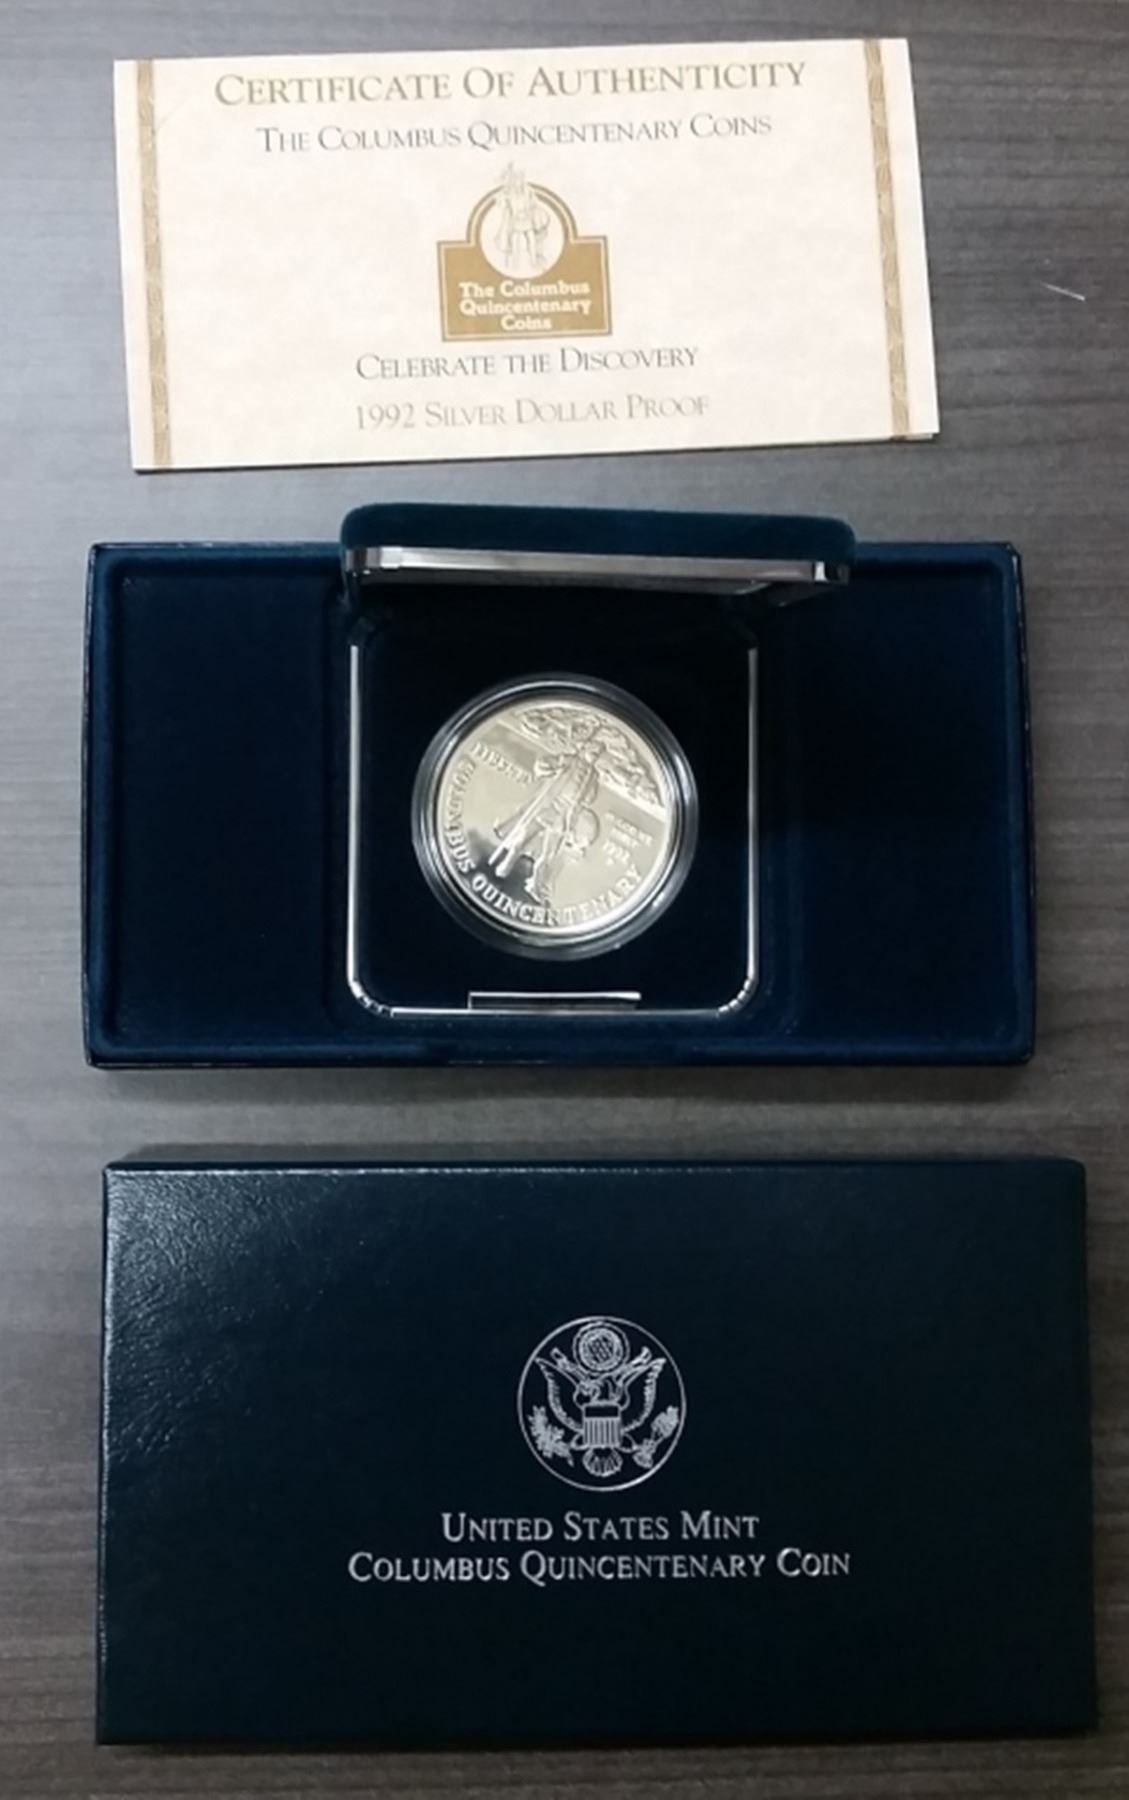 CERTIFICATE OF AUTHENTICITY
THE COLUMBUS QUINCENTENARY COINS
The Columbus
Quincentenary
Coins
CELEBRATE THE DISCOVERY
1992 SILVER DOLLAR PROOF
LIBERTY
1992
COLUMBUS QUINCENTENARY
UNITED STATES MINT
COLUMBUS QUINCENTENARY COIN